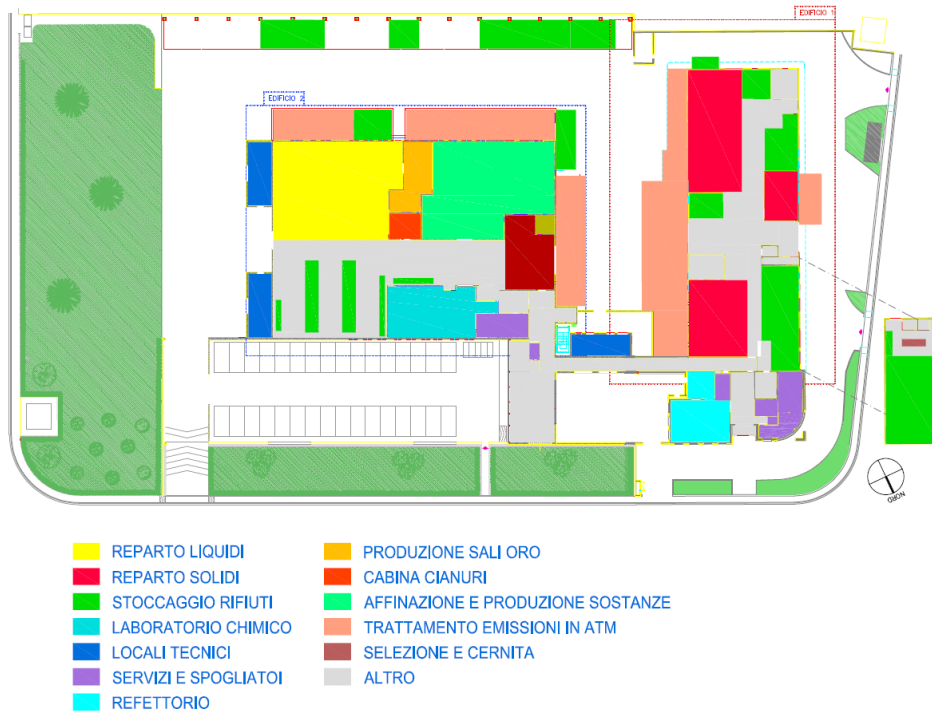 EDIFICIO 1
EDIFICIO 2
NORD
REPARTO LIQUIDI
REPARTO SOLIDI
STOCCAGGIO RIFIUTI
LABORATORIO CHIMICO
LOCALI TECNICI
SERVIZI E SPOGLIATOI
REFETTORIO
PRODUZIONE SALI ORO
CABINA CIANURI
AFFINAZIONE E PRODUZIONE SOSTANZE
TRATTAMENTO EMISSIONI IN ATM
SELEZIONE E CERNITA
ALTRO